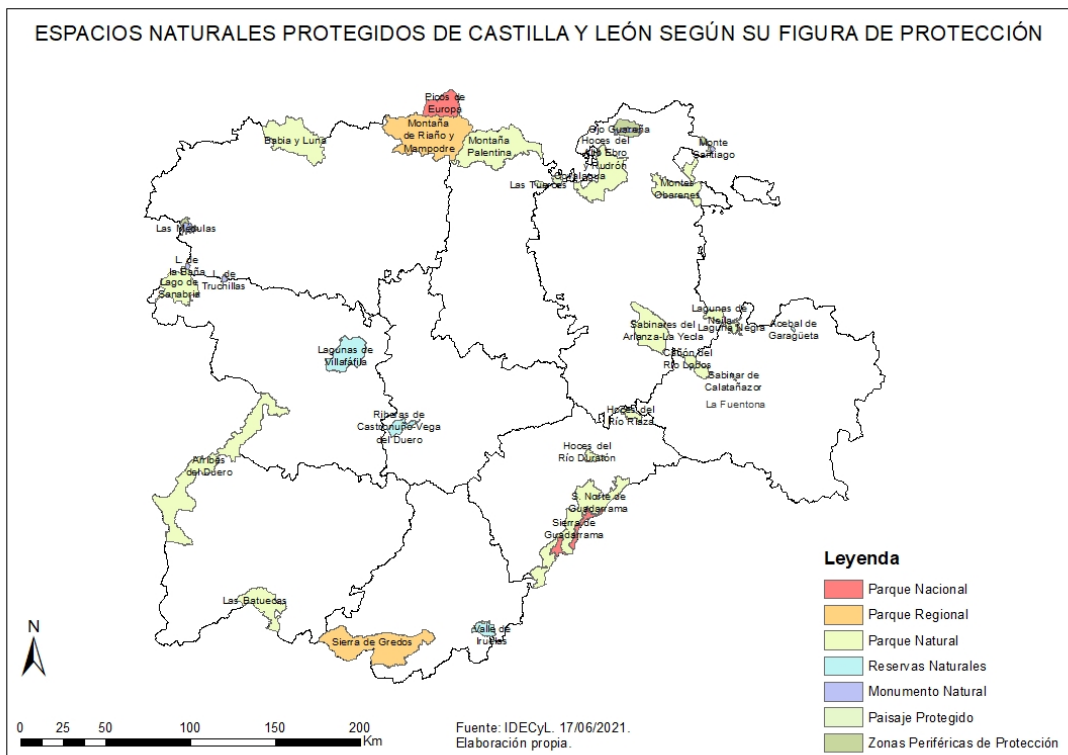 ESPACIOS NATURALES PROTEGIDOS DE CASTILLA Y LEÓN SEGÚN SU FIGURA DE PROTECCIÓN
Picos de
Europa
Montaña
de Riaño y
Mampodre
Babia y Luna
Montaña
Palentina
Ojo Guareña
Hoces del
Alto Ebro
y Rudrón
Monte
Santiago
Las Tuerces
Montes
Obarenes
Las Médulas
L. de
la Baña
L. de
Truchillas
Lago de
Sanabria
Lagunas de
Villafáfila
Sabinares del
Arlanza-La Yecla
Lagunas de
Neila
Laguna Negra
Acebal de
Garagüeta
Cañón del
Río Lobos
Sabinar de
Calatañazor
La Fuentona
Riberas de
Castronuño-Vega
del Duero
Hoces del
Río Riaza
Hoces del
Río Duratón
Arribes
del Duero
S. Norte de
Guadarrama
Sierra de
Guadarrama
Las Batuecas
Sierra de Gredos
Valle de
Iruelas
Leyenda
Parque Nacional
Parque Regional
Parque Natural
Reservas Naturales
Monumento Natural
Paisaje Protegido
Zonas Periféricas de Protección
N
0 25 50 100 150 200
Km
Fuente: IDECyL. 17/06/2021.
Elaboración propia.